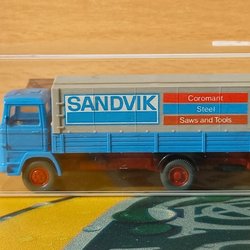 SANDVIK
Coromant
Steel
Saws and Tools